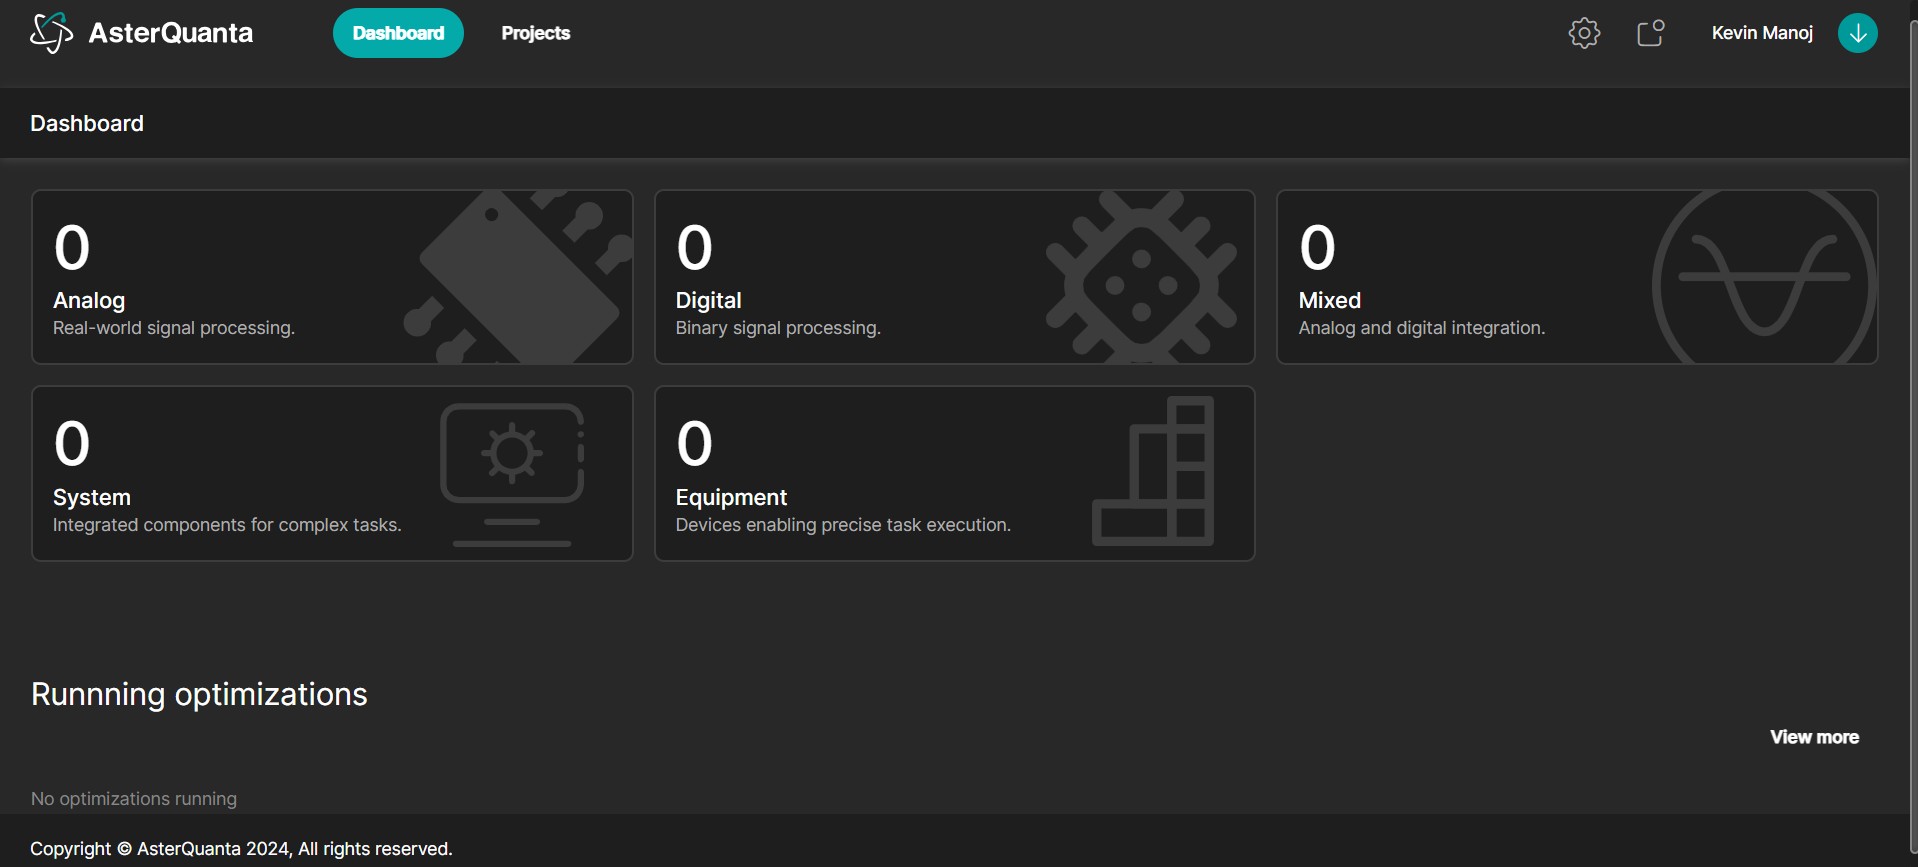 AsterQuanta
Dashboard
Projects
Kevin Manoj
Dashboard
0
Analog
Real-world signal processing.
0
Digital
Binary signal processing.
0
Mixed
Analog and digital integration.
0
System
Integrated components for complex tasks.
0
Equipment
Devices enabling precise task execution.
Runnning optimizations
View more
No optimizations running
Copyright © AsterQuanta 2024, All rights reserved.